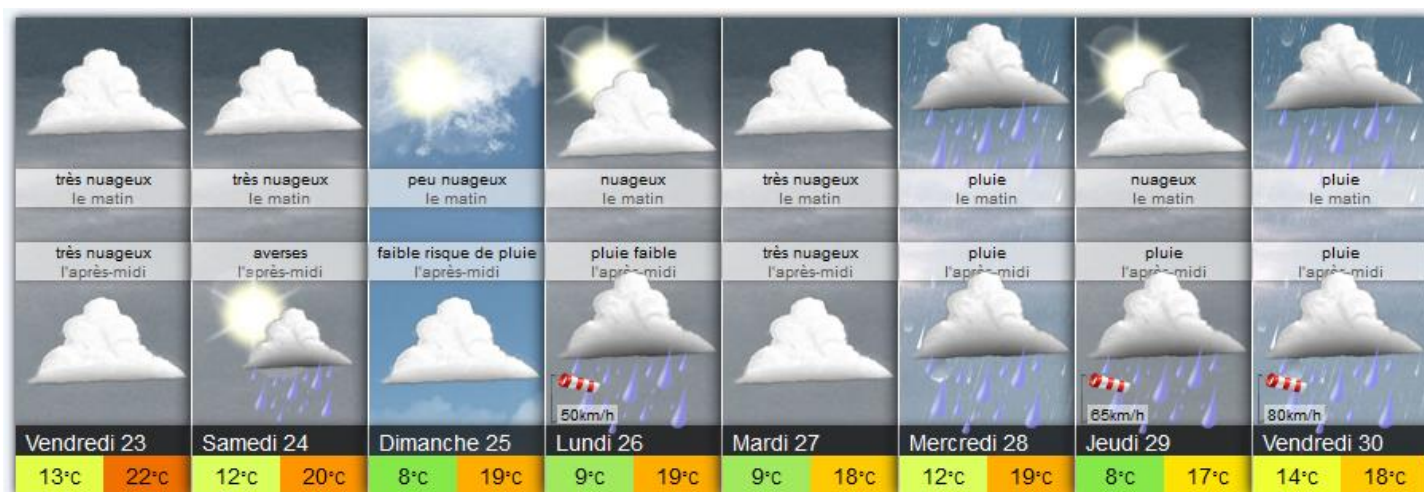 très nuageux
le matin
très nuageux
l'après-midi
Vendredi 23
13°C 22°C
très nuageux
le matin
averses
l'après-midi
Samedi 24
12°C 20°C
peu nuageux
le matin
faible risque de pluie
l'après-midi
Dimanche 25
8°C 19°C
nuageux
le matin
pluie faible
l'après-midi
50km/h
Lundi 26
9°C 19°C
très nuageux
le matin
très nuageux
l'après-midi
Mardi 27
9°C 18°C
pluie
le matin
pluie
l'après-midi
Mercredi 28
12°C 19°C
nuageux
le matin
pluie
l'après-midi
65km/h
Jeudi 29
8°C 17°C
pluie
le matin
pluie
l'après-midi
80km/h
Vendredi 30
14°C 18°C